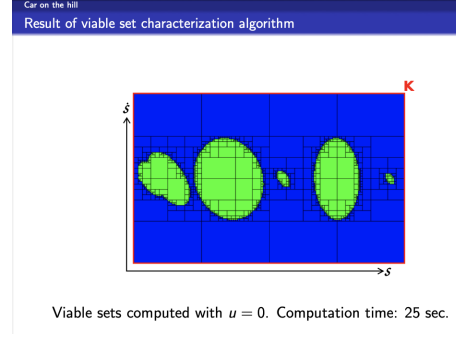 Car on the hill
Result of viable set characterization algorithm
K
ṡ
s
Viable sets computed with u = 0. Computation time: 25 sec.